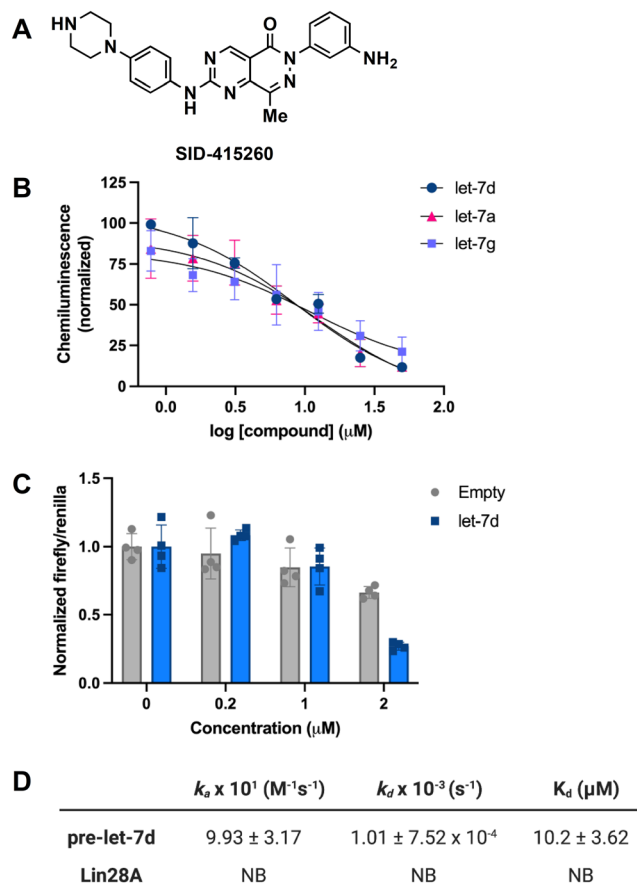 A
HN
N
N
H
N
N
O
N
N
NH2
Me
SID-415260
B
Chemiluminescence
(normalized)
125
100
75
50
25
0
0.0 0.5 1.0 1.5 2.0
log [compound] (μM)
let-7d
let-7a
let-7g
C
Normalized firefly/renilla
1.5
1.0
0.5
0.0
0 0.2 1 2
Concentration (μM)
Empty
let-7d
D
ka x 10¹ (M⁻¹s⁻¹) kd x 10⁻³ (s⁻¹) Kd (μM)
pre-let-7d 9.93 ± 3.17 1.01 ± 7.52 x 10⁻⁴ 10.2 ± 3.62
Lin28A NB NB NB